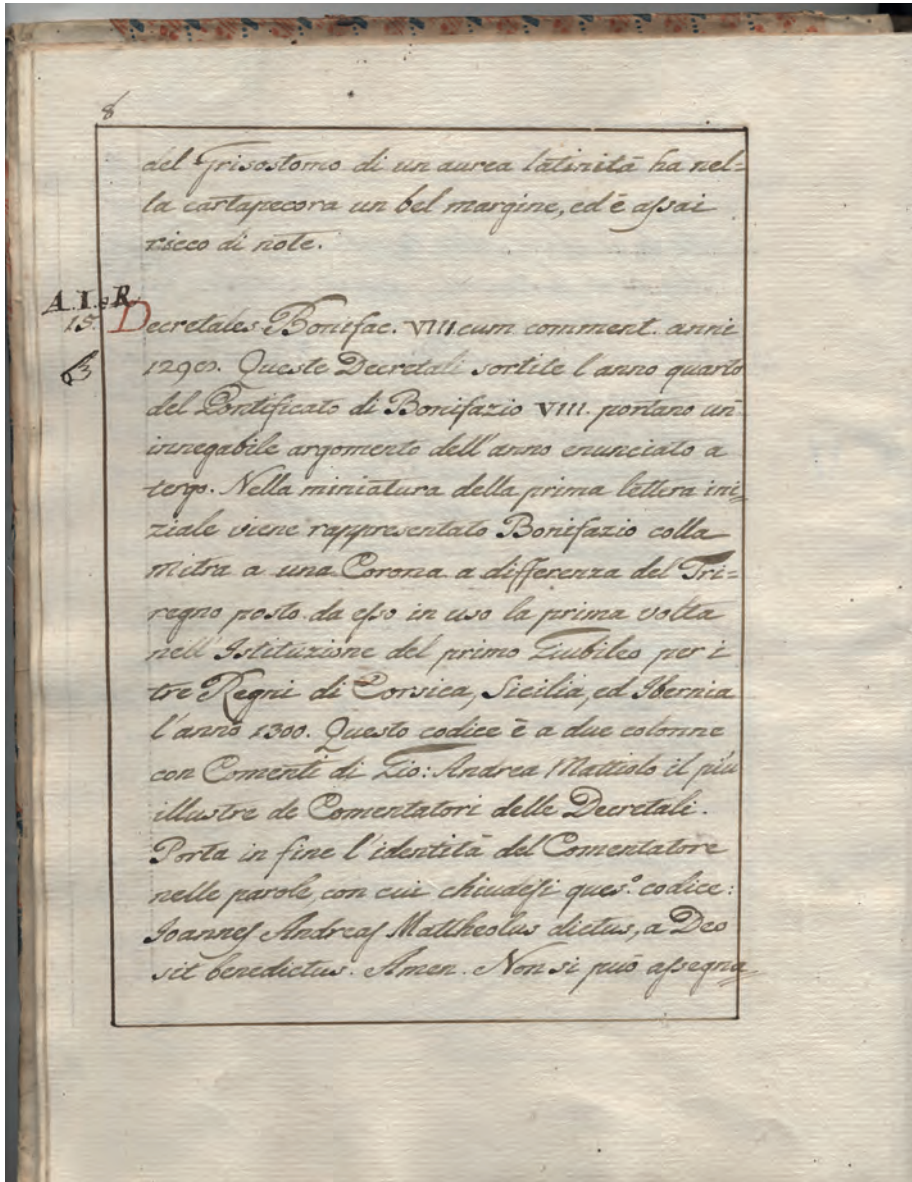 8
del Grisostomo di un aurea latinità ha nel=
la cartapecora un bel margine, ed è assai
ricco di note.
A.I.e R.
15. Decretales Bonifac. VIII cum comment. anni
Queste Decretali sortite l'anno quarto
del Pontificato di Bonifazio VIII. portano un
innegabile argomento dell'anno enunciato a
tergo. Nella miniatura della prima lettera ini=
ziale viene rappresentato Bonifazio colla
mitra a una Corona a differenza del Tri=
regno posto da esso in uso la prima volta
nell'Istituzione del primo Giubileo per i
tre Regni di Corsica, Sicilia, ed Ibernia
l'anno 1300. Questo codice è a due colonne
con Comenti di Gio: Andrea Mattiolo il più
illustre de Comentatori delle Decretali.
Porta in fine l'identità del Comentatore
nelle parole, con cui chiudesi ques.º codice:
Joannes Andreas Mattheolus dictus, a Deo
sit benedictus. Amen. Non si può assegna=